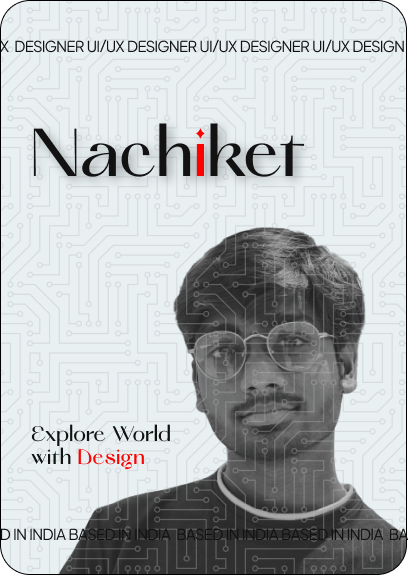 X DESIGNER UI/UX DESIGNER UI/UX DESIGNER UI/UX DESIGN
Nachiket
Explore World
with Design
D IN INDIA BASED IN INDIA BASED IN INDIA BASED IN INDIA BA